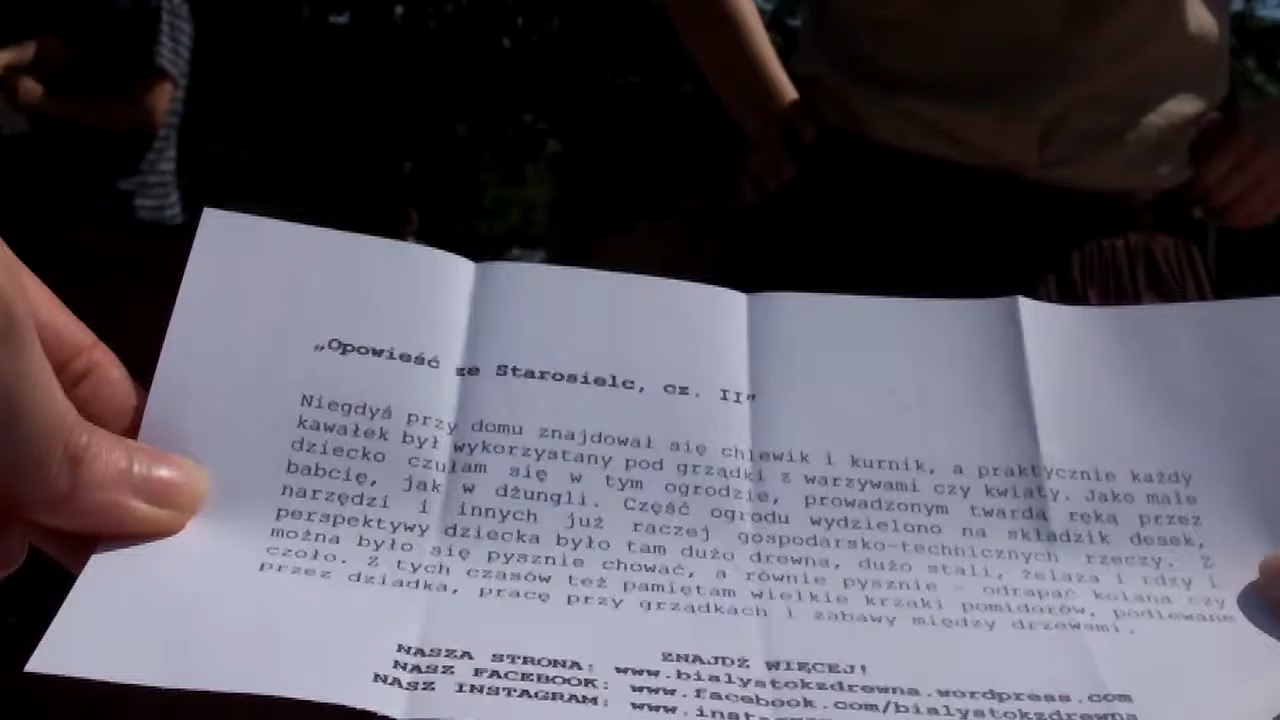 „Opowieść ze Starosielc, cz. II"
Niegdyś przy domu znajdował się chlewik i kurnik, a praktycznie każdy
kawałek był wykorzystany pod grządki z warzywami czy kwiaty. Jako małe
dziecko czułam się w tym ogrodzie, prowadzonym twardą ręką przez
babcię, jak w dżungli. Część ogrodu wydzielono na składzik desek,
narzędzi i innych już raczej gospodarsko-technicznych rzeczy. Z
perspektywy dziecka było tam dużo drewna, dużo stali, żelaza i rdzy i
można było się pysznie chować, a równie pysznie - odrapać kolana czy
czoło. Z tych czasów też pamiętam wielkie krzaki pomidorów, podlewane
przez dziadka, pracę przy grządkach i zabawy między drzewami.
ZNAJDŹ WIĘCEJ!
NASZA STRONA: www.bialystokzdrewna.wordpress.com
NASZ FACEBOOK: www.facebook.com/bialystokzdrewna
NASZ INSTAGRAM: